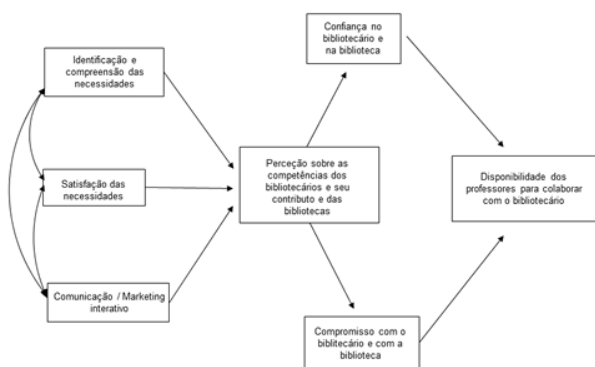 Confiança no
bibliotecário e
na biblioteca
Identificação e
compreensão das
necessidades
Perceção sobre as
competências dos
bibliotecários e seu
contributo e das
bibliotecas
Disponibilidade dos
professores para colaborar
com o bibliotecário
Satisfação das
necessidades
Comunicação / Marketing
interativo
Compromisso com o
biblitecário e com a
biblioteca